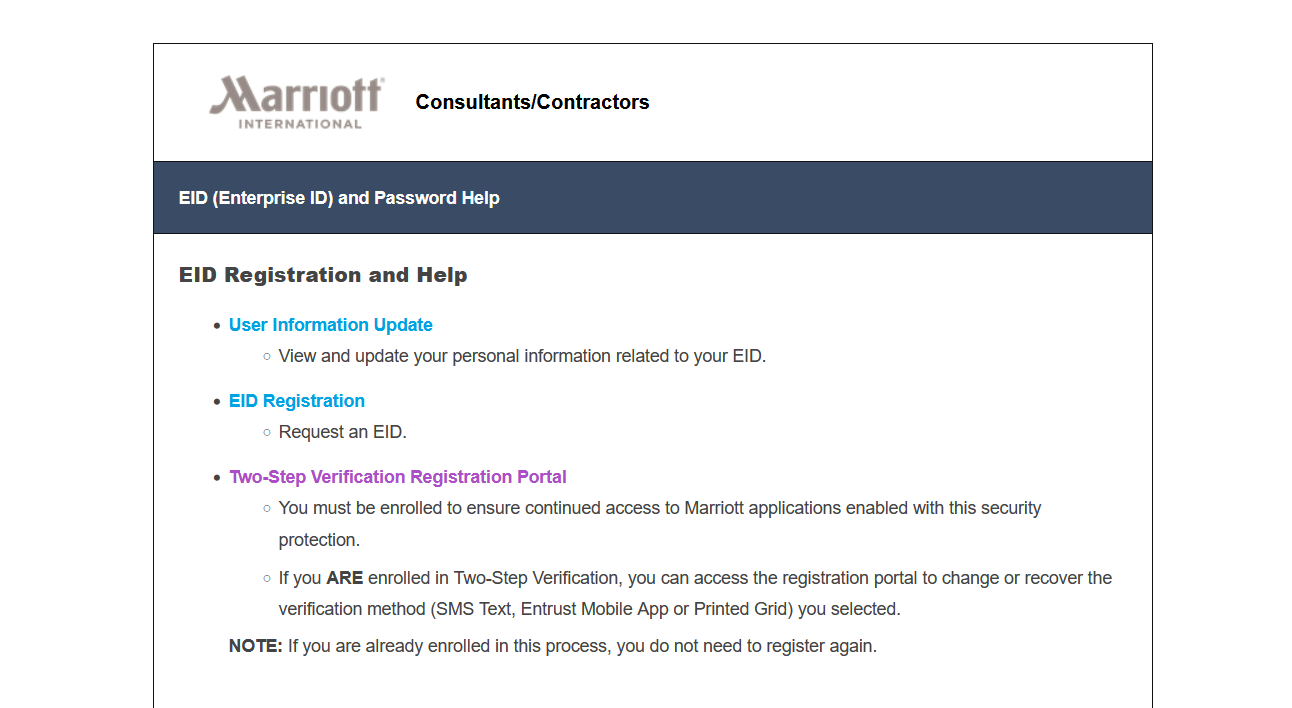 Marriott
INTERNATIONAL
Consultants/Contractors
EID (Enterprise ID) and Password Help
EID Registration and Help
User Information Update
View and update your personal information related to your EID.
EID Registration
Request an EID.
Two-Step Verification Registration Portal
You must be enrolled to ensure continued access to Marriott applications enabled with this security
protection.
If you ARE enrolled in Two-Step Verification, you can access the registration portal to change or recover the
verification method (SMS Text, Entrust Mobile App or Printed Grid) you selected.
NOTE: If you are already enrolled in this process, you do not need to register again.